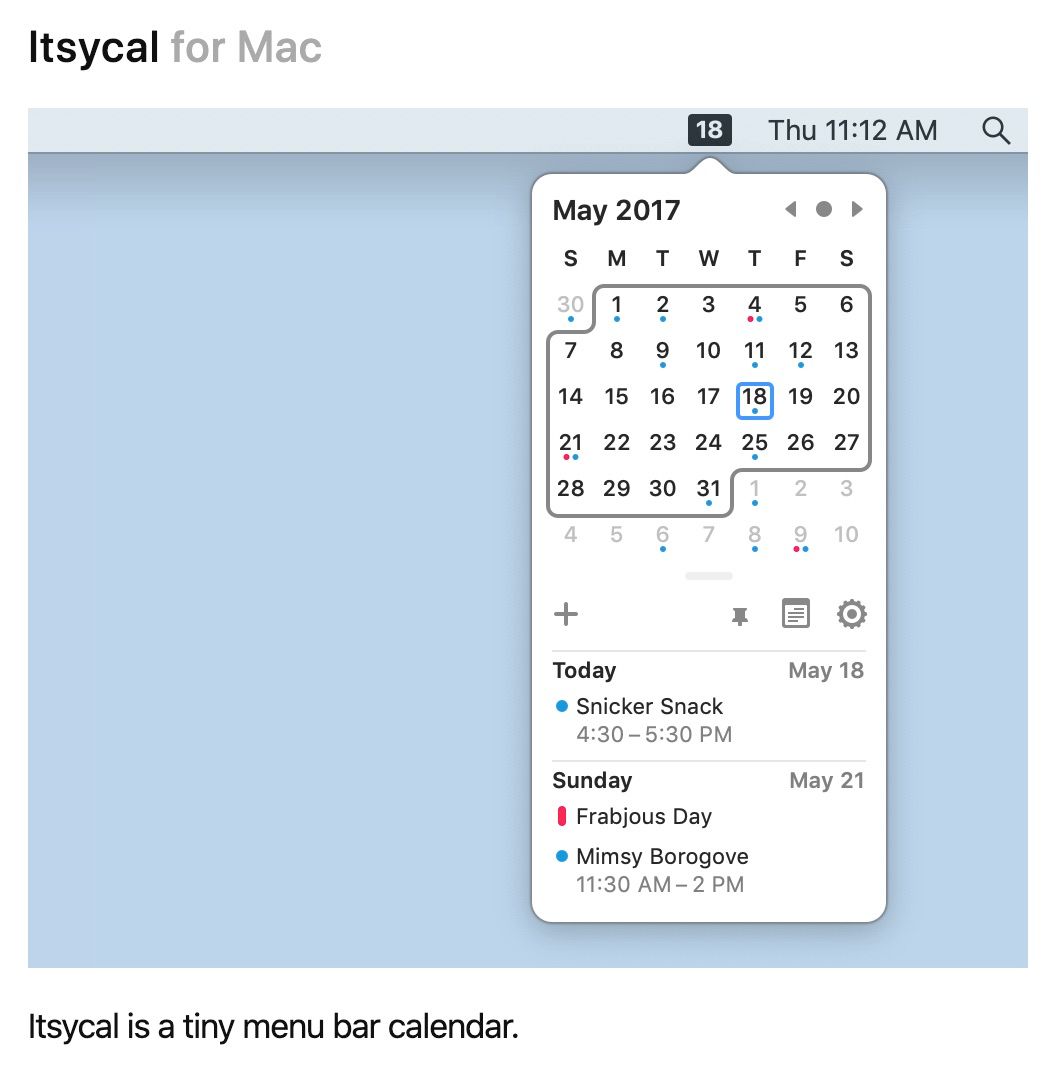 Itsycal for Mac
18 Thu 11:12 AM
May 2017
S M T W T F S
30 1 2 3 4 5 6
7 8 9 10 11 12 13
14 15 16 17 18 19 20
21 22 23 24 25 26 27
28 29 30 31 1 2 3
4 5 6 7 8 9 10
Today May 18
Snicker Snack
4:30 – 5:30 PM
Sunday May 21
Frabjous Day
Mimsy Borogove
11:30 AM – 2 PM
Itsycal is a tiny menu bar calendar.